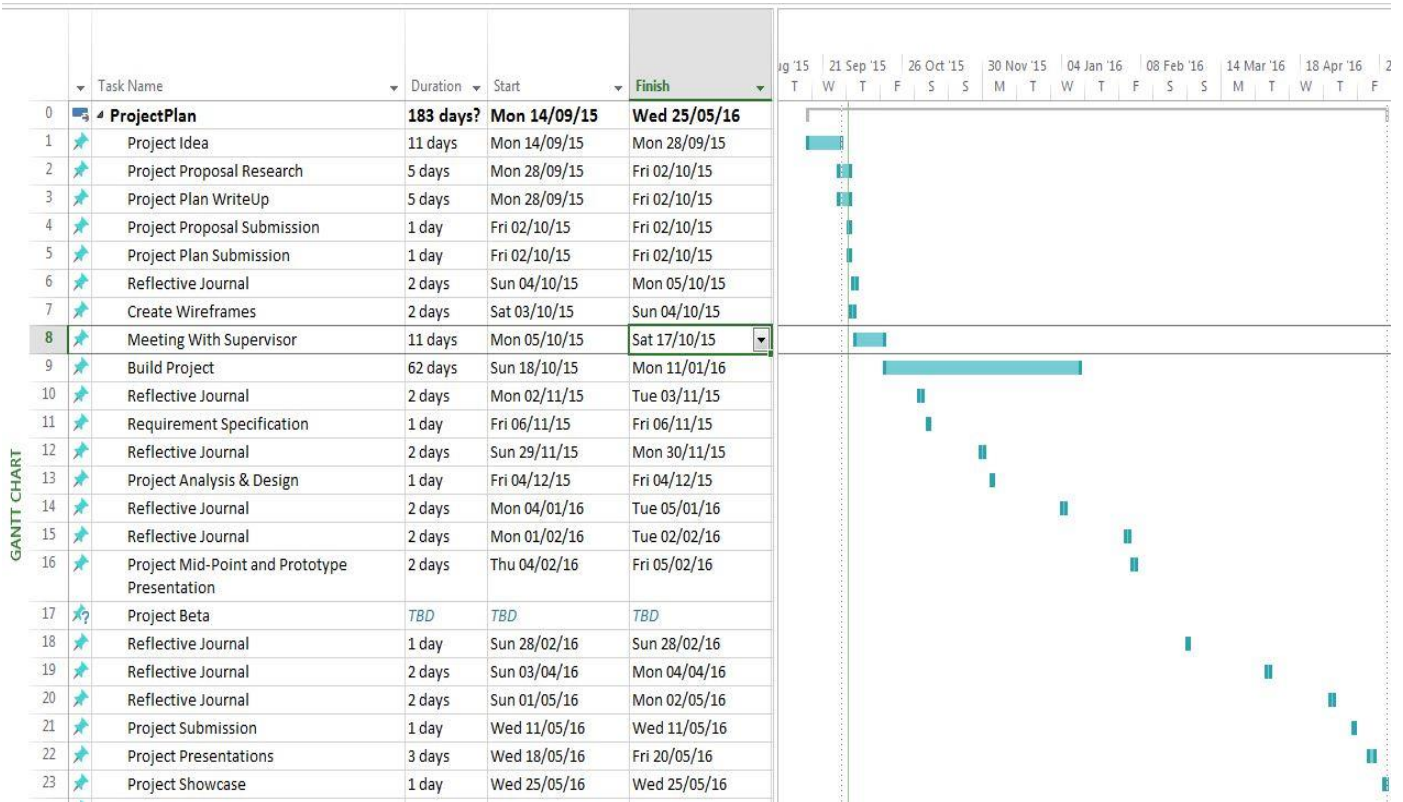 ug '15 21 Sep '15 26 Oct '15 30 Nov '15 04 Jan '16 08 Feb '16 14 Mar '16 18 Apr '16 2
Task Name Duration Start Finish T W T F S S M T W T F S S M T W T F
0 ProjectPlan 183 days? Mon 14/09/15 Wed 25/05/16
1 Project Idea 11 days Mon 14/09/15 Mon 28/09/15
2 Project Proposal Research 5 days Mon 28/09/15 Fri 02/10/15
3 Project Plan WriteUp 5 days Mon 28/09/15 Fri 02/10/15
4 Project Proposal Submission 1 day Fri 02/10/15 Fri 02/10/15
5 Project Plan Submission 1 day Fri 02/10/15 Fri 02/10/15
6 Reflective Journal 2 days Sun 04/10/15 Mon 05/10/15
7 Create Wireframes 2 days Sat 03/10/15 Sun 04/10/15
8 Meeting With Supervisor 11 days Mon 05/10/15 Sat 17/10/15
9 Build Project 62 days Sun 18/10/15 Mon 11/01/16
10 Reflective Journal 2 days Mon 02/11/15 Tue 03/11/15
11 Requirement Specification 1 day Fri 06/11/15 Fri 06/11/15
12 Reflective Journal 2 days Sun 29/11/15 Mon 30/11/15
13 Project Analysis & Design 1 day Fri 04/12/15 Fri 04/12/15
14 Reflective Journal 2 days Mon 04/01/16 Tue 05/01/16
15 Reflective Journal 2 days Mon 01/02/16 Tue 02/02/16
16 Project Mid-Point and Prototype 2 days Thu 04/02/16 Fri 05/02/16
Presentation
17 ? Project Beta TBD TBD TBD
18 Reflective Journal 1 day Sun 28/02/16 Sun 28/02/16
19 Reflective Journal 2 days Sun 03/04/16 Mon 04/04/16
20 Reflective Journal 2 days Sun 01/05/16 Mon 02/05/16
21 Project Submission 1 day Wed 11/05/16 Wed 11/05/16
22 Project Presentations 3 days Wed 18/05/16 Fri 20/05/16
23 Project Showcase 1 day Wed 25/05/16 Wed 25/05/16
GANTT CHART